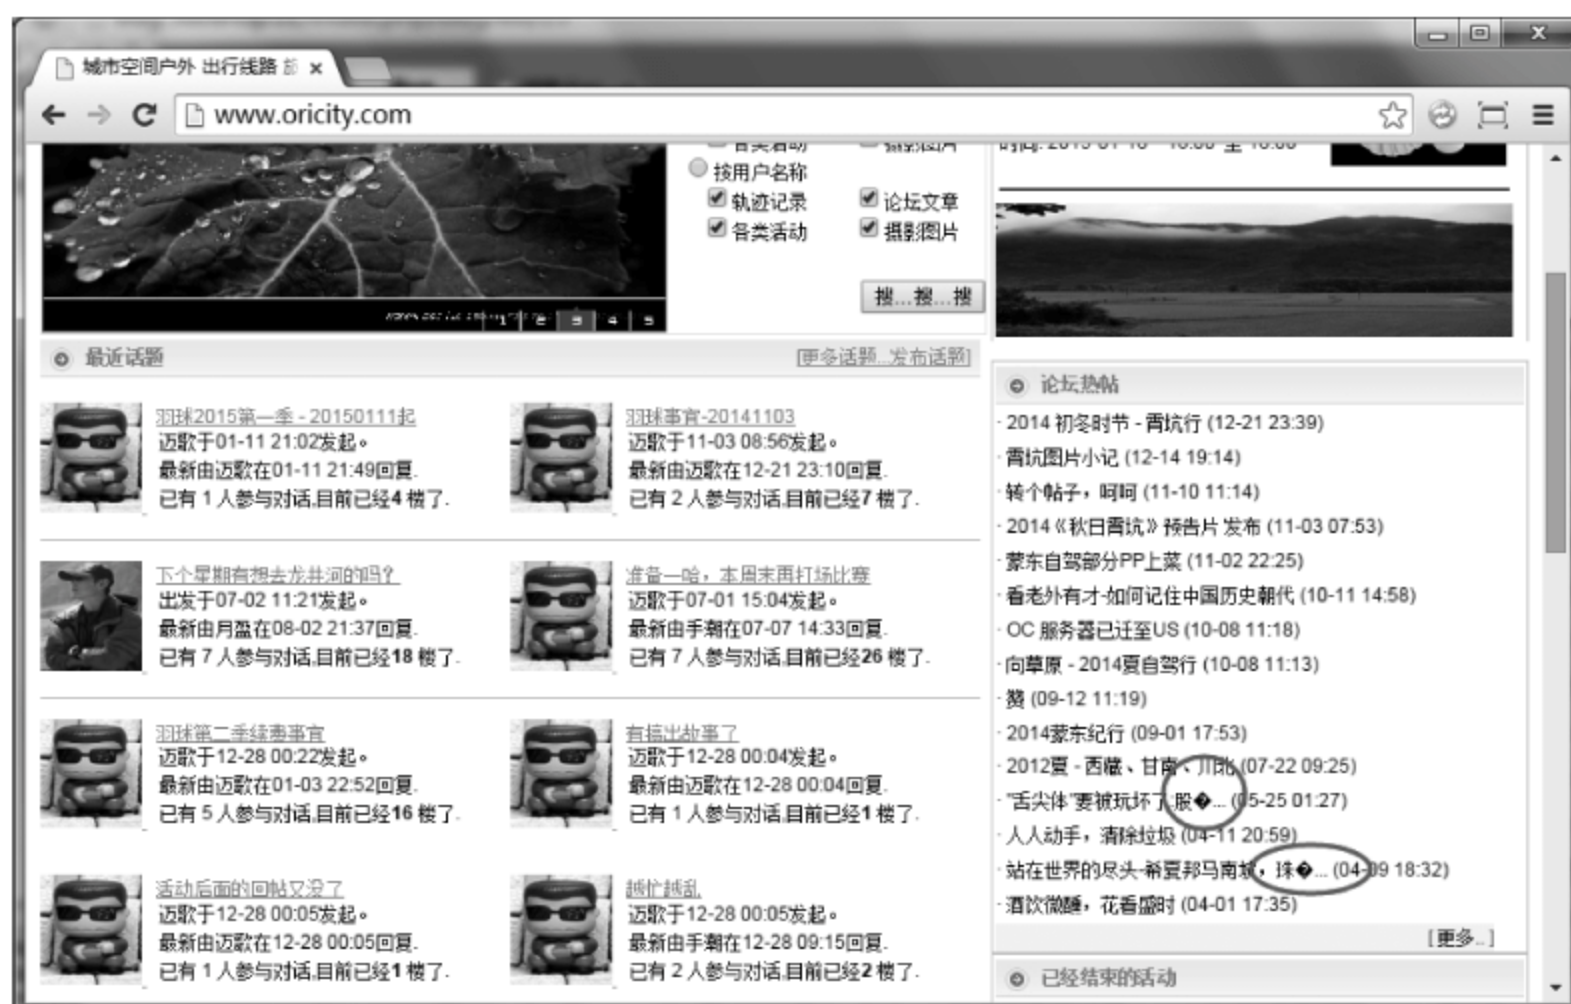 城市空间户外 出行线路
www.oricity.com
各类活动 摄影图片
按用户名称
轨迹记录 论坛文章
各类活动 摄影图片
搜...搜...搜
1 2 3 4 5
最近话题 [更多话题...发布话题]
羽球2015第一季 - 20150111起
迈歌于01-11 21:02发起。
最新由迈歌在01-11 21:49回复.
已有 1 人参与对话,目前已经4 楼了.
羽球事宜-20141103
迈歌于11-03 08:56发起。
最新由迈歌在12-21 23:10回复.
已有 2 人参与对话,目前已经7 楼了.
下个星期有想去龙井河的吗?
出发于07-02 11:21发起。
最新由月盈在08-02 21:37回复.
已有 7 人参与对话,目前已经18 楼了.
准备一哈，本周末再打场比赛
迈歌于07-01 15:04发起。
最新由手潮在07-07 14:33回复.
已有 7 人参与对话,目前已经26 楼了.
羽球第二季续费事宜
迈歌于12-28 00:22发起。
最新由迈歌在01-03 22:52回复.
已有 5 人参与对话,目前已经16 楼了.
有搞出故事了
迈歌于12-28 00:04发起。
最新由迈歌在12-28 00:04回复.
已有 1 人参与对话,目前已经1 楼了.
活动后面的回帖又没了
迈歌于12-28 00:05发起。
最新由迈歌在12-28 00:05回复.
已有 1 人参与对话,目前已经1 楼了.
越忙越乱
迈歌于12-28 00:05发起。
最新由手潮在12-28 09:15回复.
已有 2 人参与对话,目前已经2 楼了.
论坛热帖
· 2014 初冬时节 - 霄坑行 (12-21 23:39)
· 霄坑图片小记 (12-14 19:14)
· 转个帖子，呵呵 (11-10 11:14)
· 2014《秋日霄坑》预告片 发布 (11-03 07:53)
· 蒙东自驾部分PP上菜 (11-02 22:25)
· 看老外有才-如何记住中国历史朝代 (10-11 14:58)
· OC 服务器已迁至US (10-08 11:18)
· 向草原 - 2014夏自驾行 (10-08 11:13)
· 赞 (09-12 11:19)
· 2014蒙东纪行 (09-01 17:53)
· 2012夏 - 西藏、甘南、川北 (07-22 09:25)
· "舌尖体"要被玩坏了:股�... (05-25 01:27)
· 人人动手，清除垃圾 (04-11 20:59)
· 站在世界的尽头-希夏邦马南坡，珠�... (04-09 18:32)
· 酒饮微醺，花看盛时 (04-01 17:35)
[ 更多.. ]
已经结束的活动